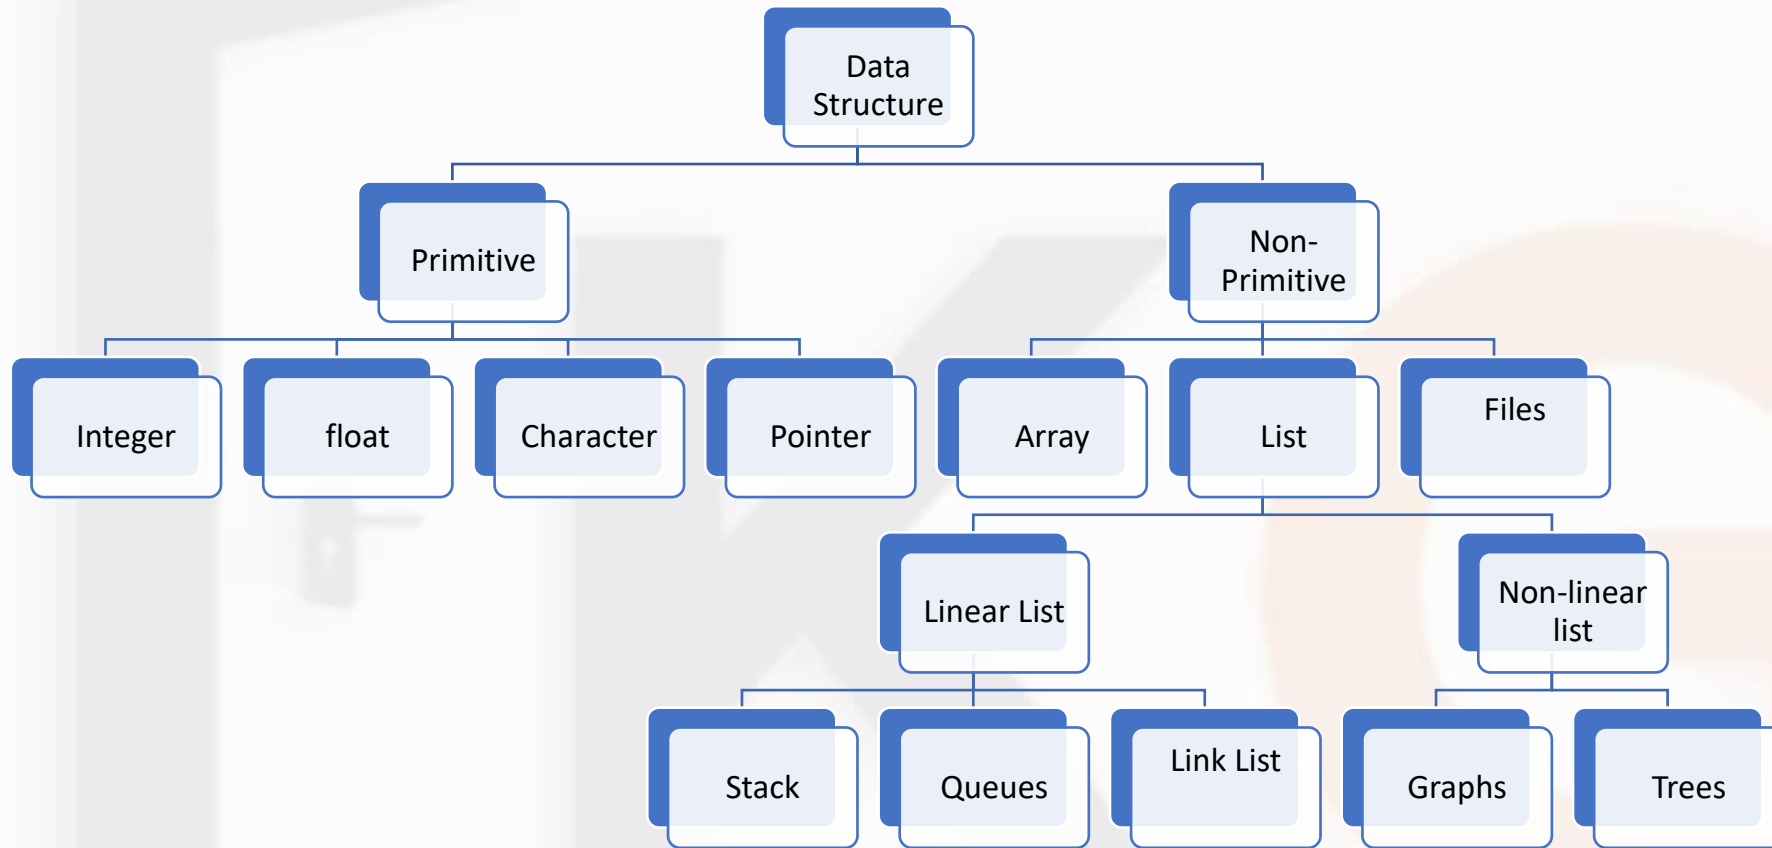 Data
Structure
Primitive
Non-
Primitive
Integer
float
Character
Pointer
Array
List
Files
Linear List
Non-linear
list
Stack
Queues
Link List
Graphs
Trees